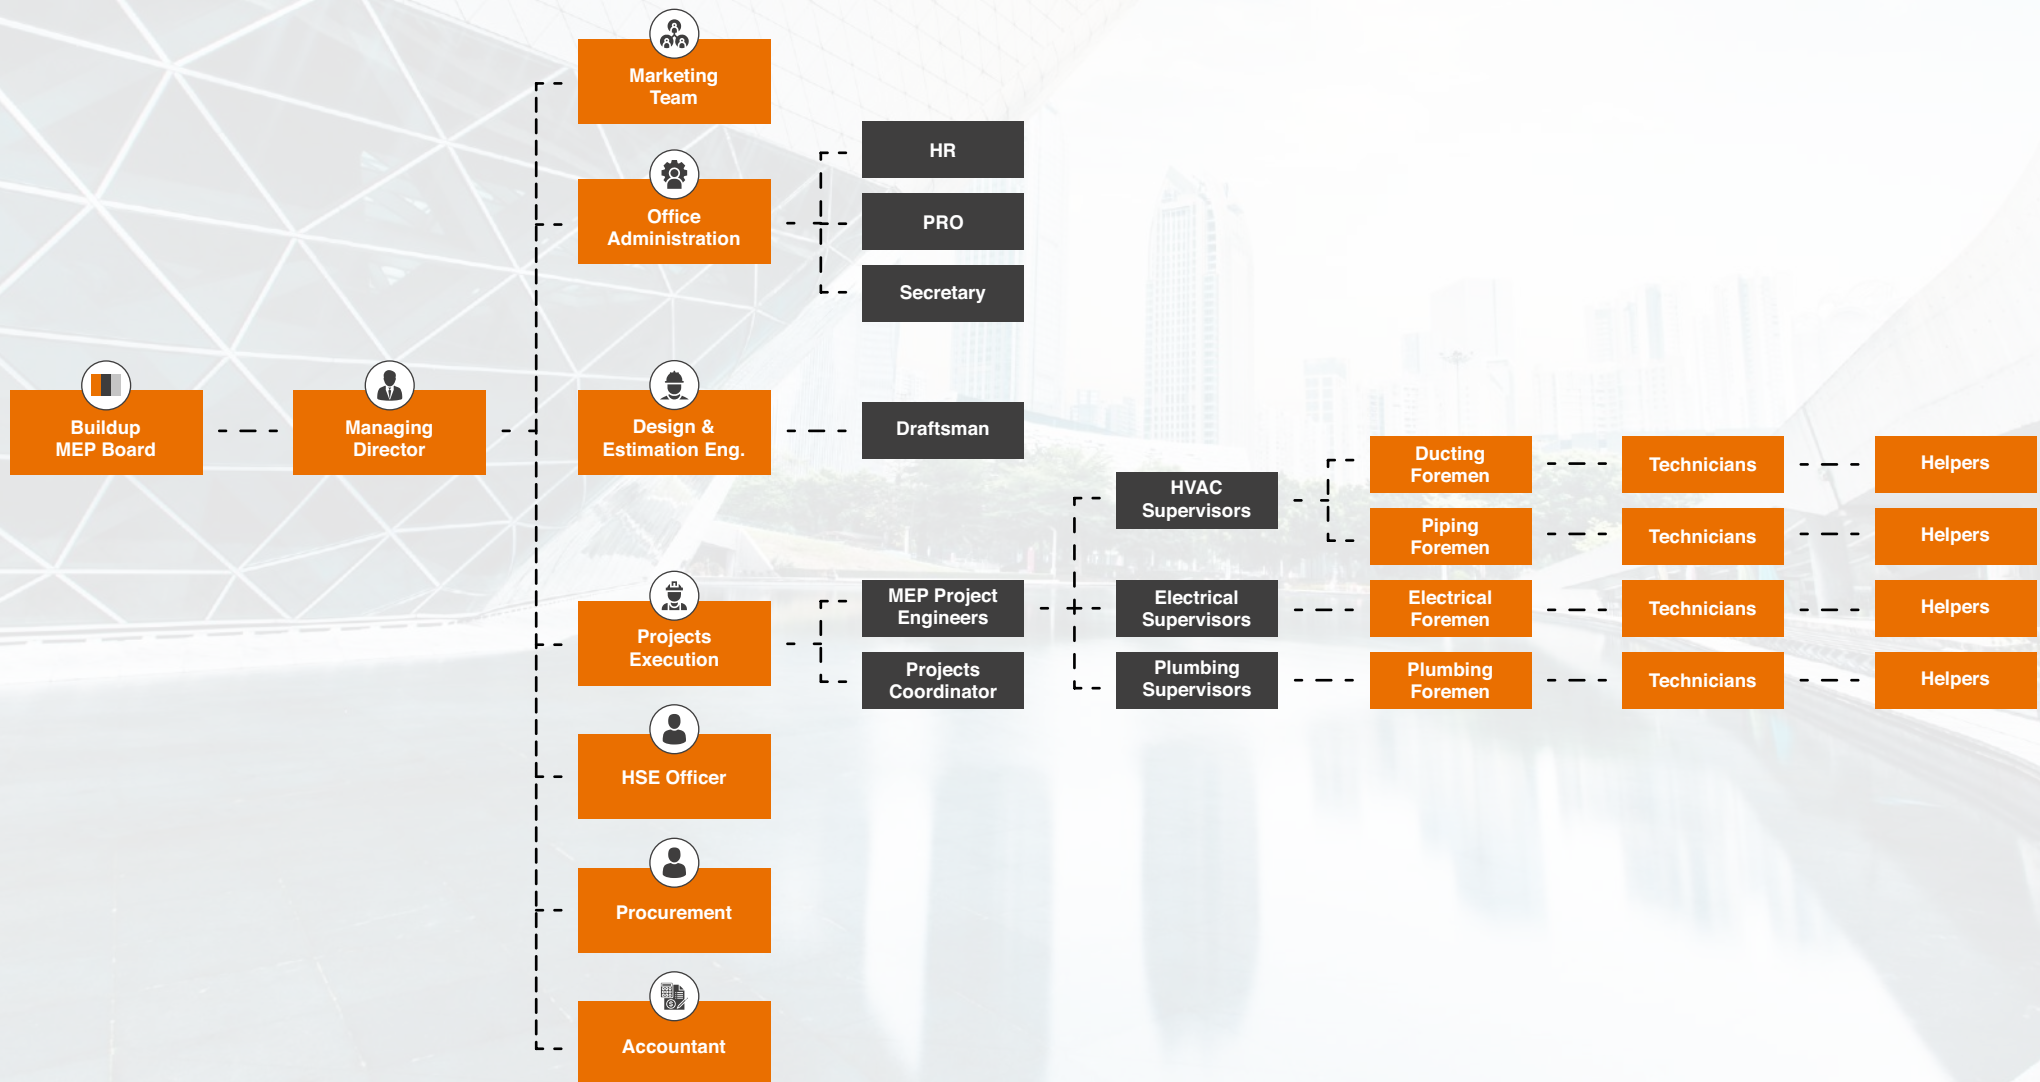 Marketing
Team
Office
Administration
HR
PRO
Secretary
Buildup
MEP Board
Managing
Director
Design &
Estimation Eng.
Draftsman
Projects
Execution
MEP Project
Engineers
Projects
Coordinator
HVAC
Supervisors
Electrical
Supervisors
Plumbing
Supervisors
Ducting
Foremen
Technicians
Helpers
Piping
Foremen
Technicians
Helpers
Electrical
Foremen
Technicians
Helpers
Plumbing
Foremen
Technicians
Helpers
HSE Officer
Procurement
Accountant